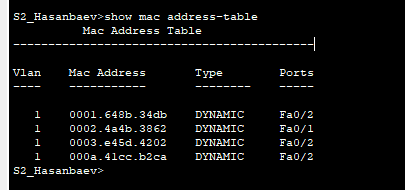 S2_Hasanbaev>show mac address-table
Mac Address Table
-------------------------------------------
Vlan Mac Address Type Ports
---- ----------- -------- -----
1 0001.648b.34db DYNAMIC Fa0/2
1 0002.4a4b.3862 DYNAMIC Fa0/1
1 0003.e45d.4202 DYNAMIC Fa0/2
1 000a.41cc.b2ca DYNAMIC Fa0/2
S2_Hasanbaev>